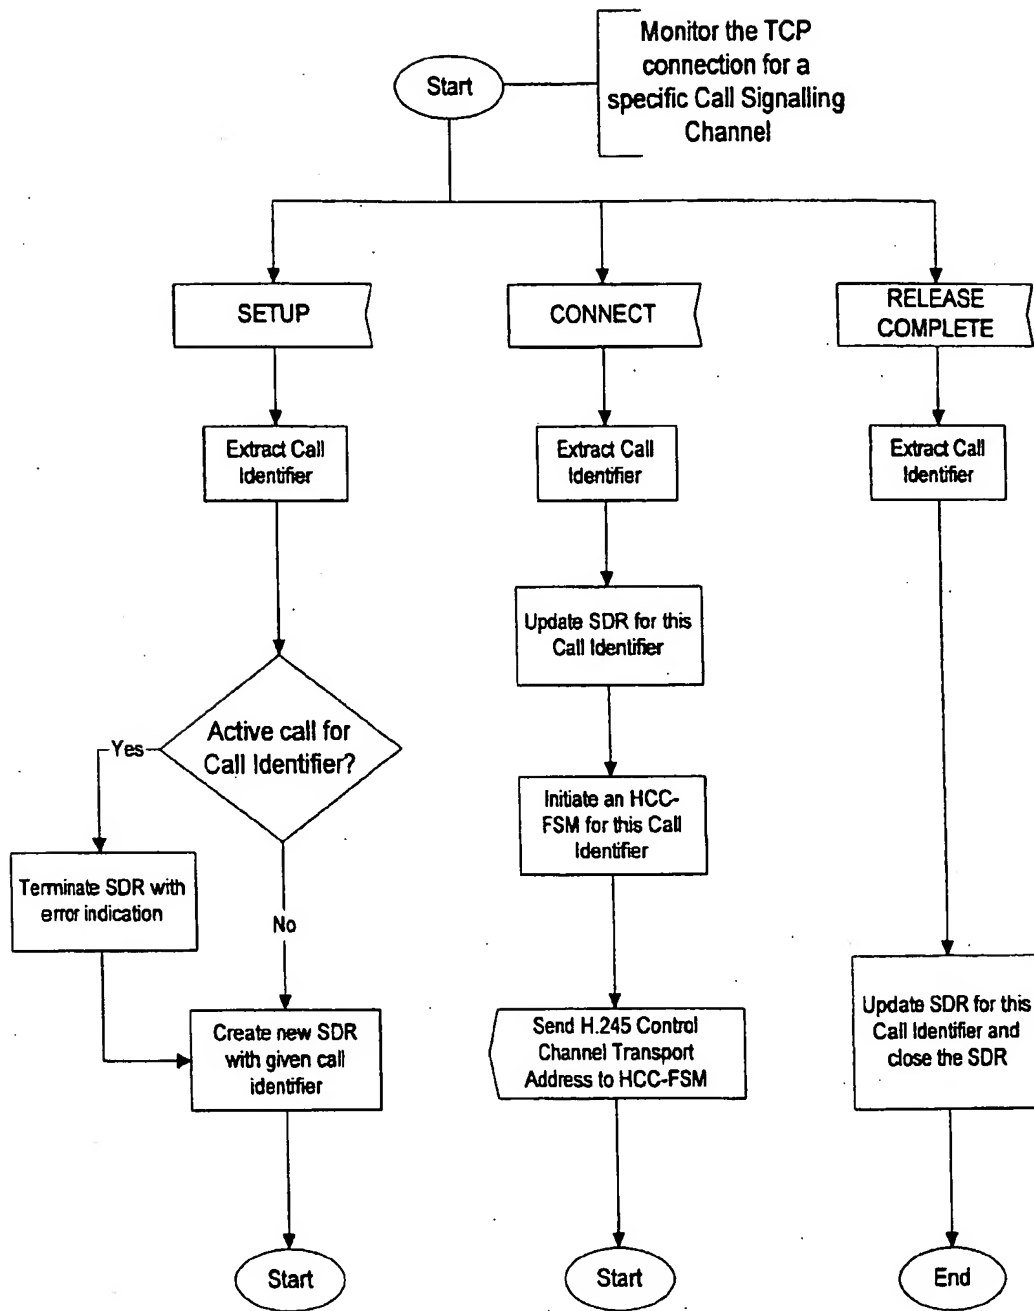 Start
Monitor the TCP
connection for a
specific Call Signalling
Channel
SETUP
CONNECT
RELEASE
COMPLETE
Extract Call
Identifier
Extract Call
Identifier
Extract Call
Identifier
Update SDR for this
Call Identifier
Active call for
Call Identifier?
Yes
Initiate an HCC-
FSM for this Call
Identifier
Terminate SDR with
error indication
No
Create new SDR
with given call
identifier
Send H.245 Control
Channel Transport
Address to HCC-FSM
Update SDR for this
Call Identifier and
close the SDR
Start
Start
End